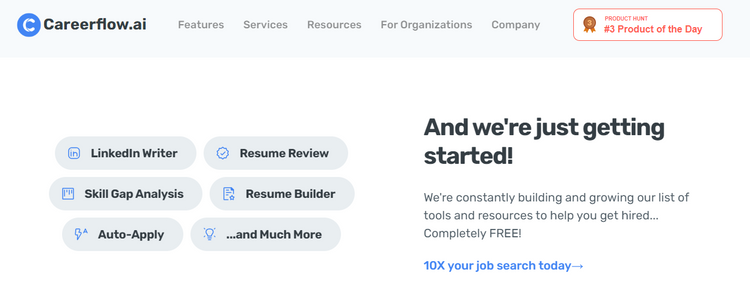 Careerflow.ai
Features Services Resources For Organizations Company
3 PRODUCT HUNT
#3 Product of the Day
LinkedIn Writer Resume Review
Skill Gap Analysis Resume Builder
Auto-Apply ...and Much More
And we're just getting
started!
We're constantly building and growing our list of
tools and resources to help you get hired...
Completely FREE!
10X your job search today→